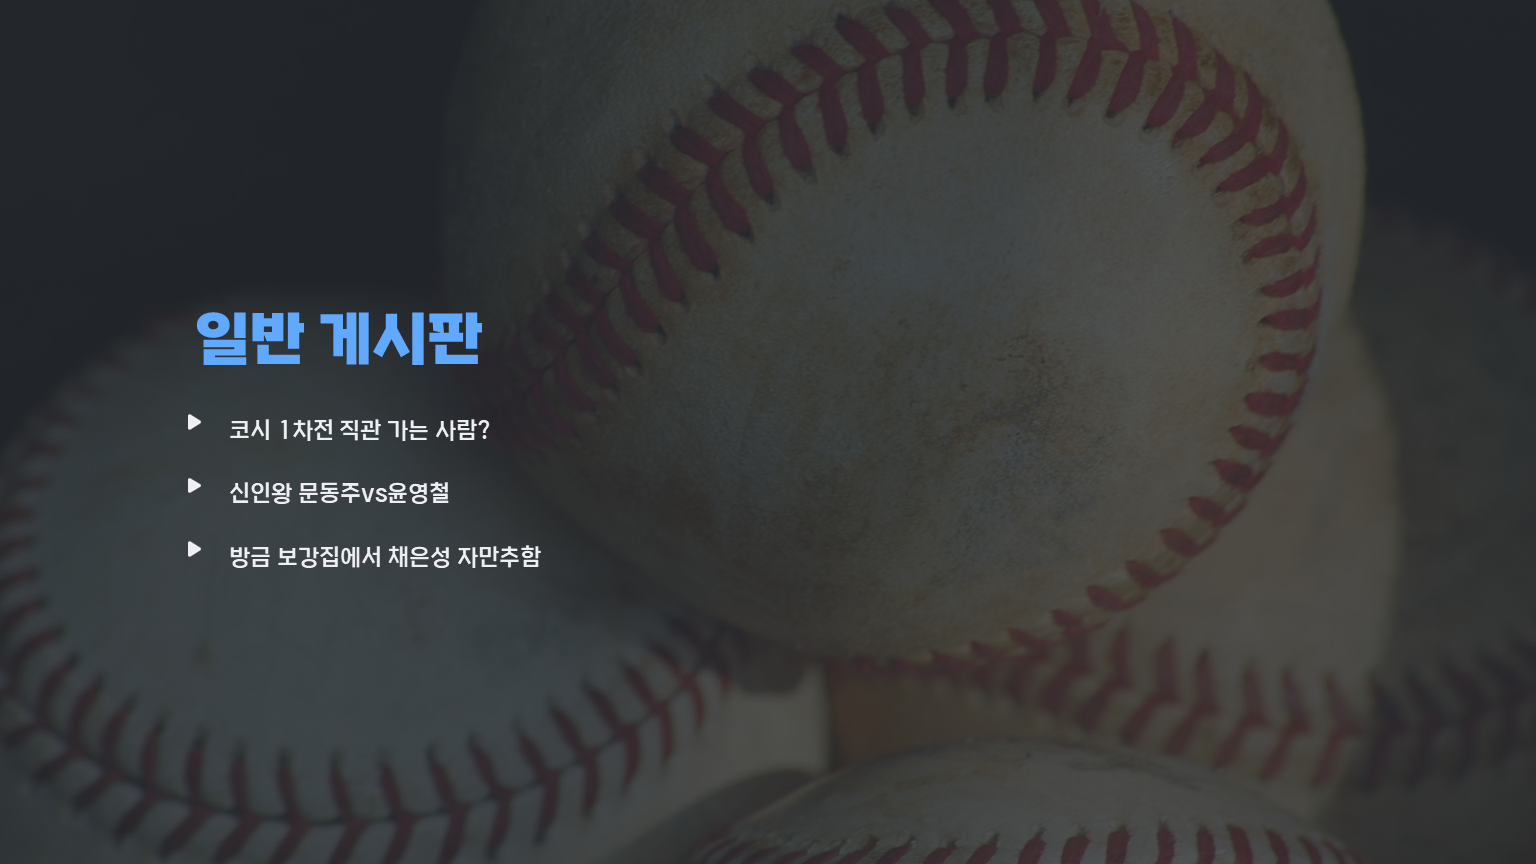 일반 게시판
코시 1차전 직관 가는 사람?
신인왕 문동주vs윤영철
방금 보강집에서 채은성 자만추함